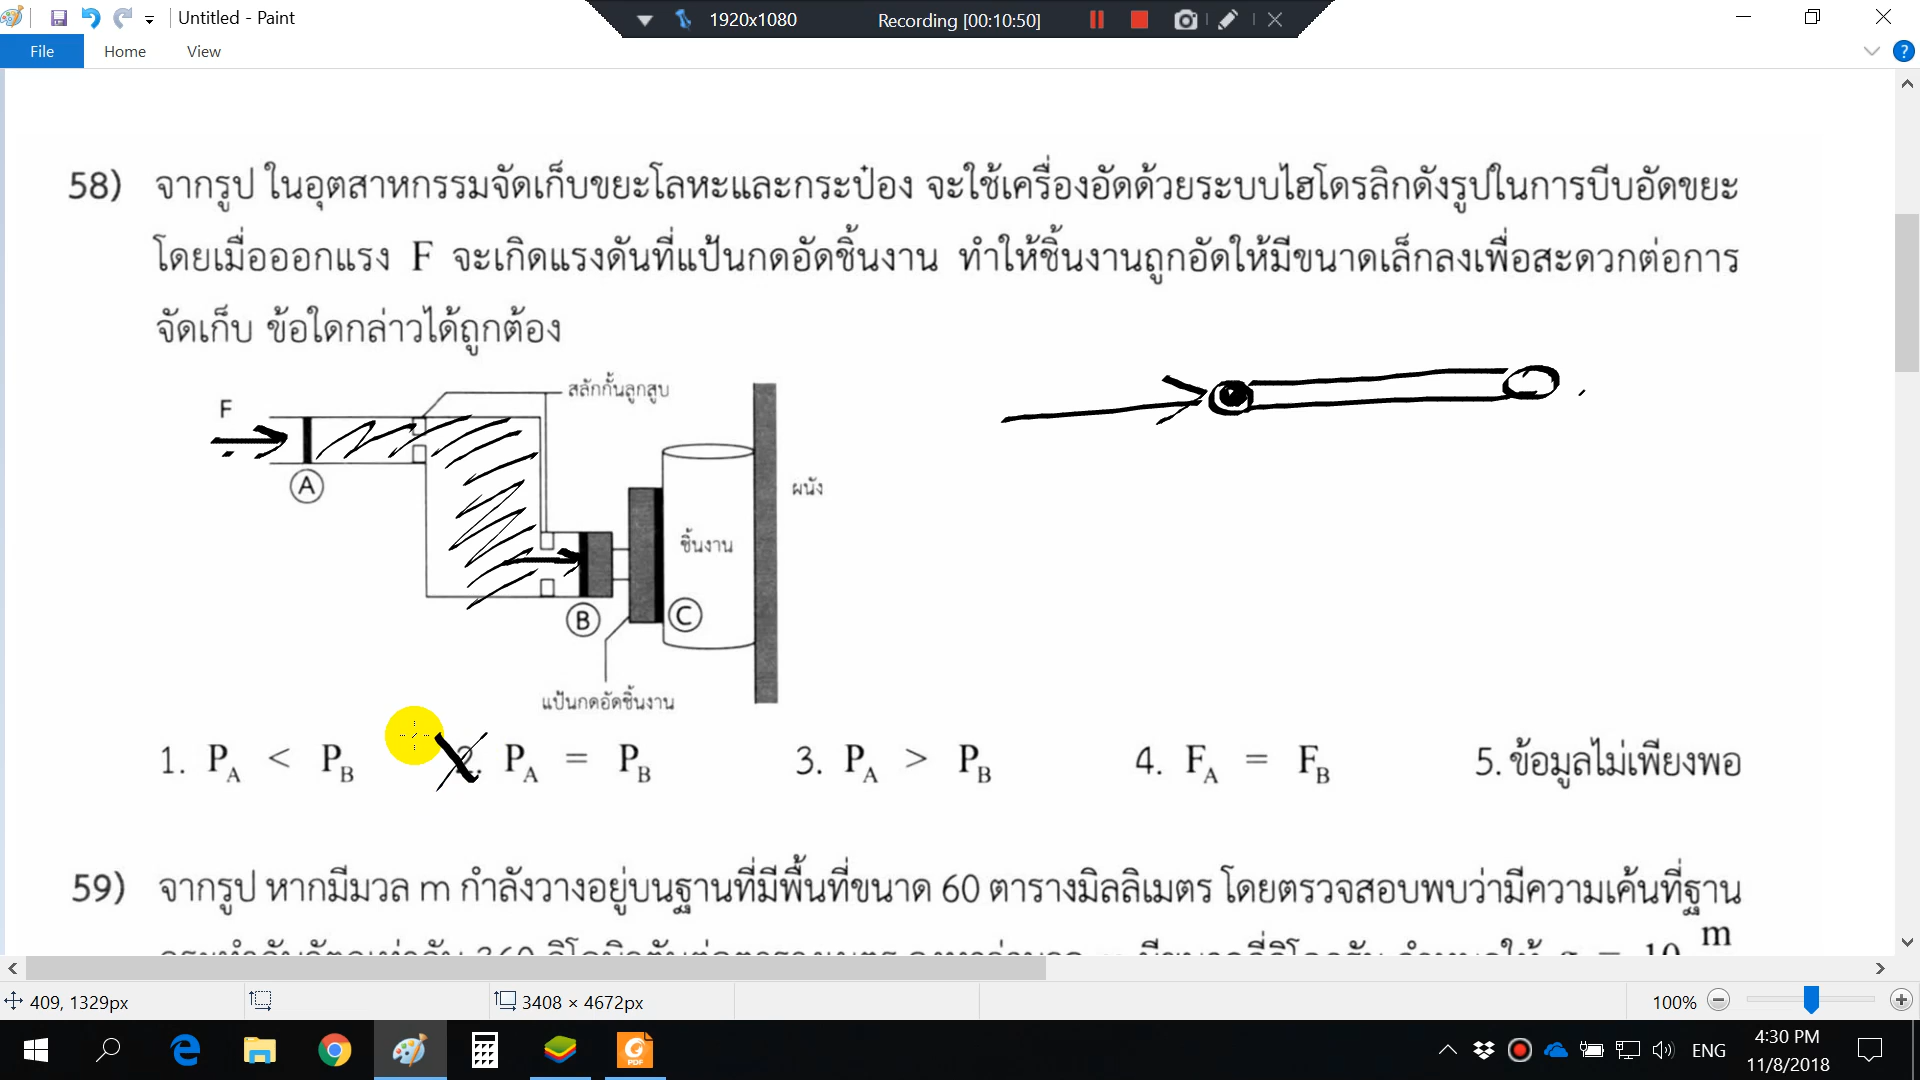 Untitled - Paint
1920x1080
Recording [00:10:50]
File
Home
View
58) จากรูป ในอุตสาหกรรมจัดเก็บขยะโลหะและกระป๋อง จะใช้เครื่องอัดด้วยระบบไฮโดรลิกดังรูปในการบีบอัดขยะ
โดยเมื่อออกแรง F จะเกิดแรงดันที่แป้นกดอัดชิ้นงาน ทำให้ชิ้นงานถูกอัดให้มีขนาดเล็กลงเพื่อสะดวกต่อการ
จัดเก็บ ข้อใดกล่าวได้ถูกต้อง
สลักกั้นลูกสูบ
F
A
ผนัง
ชิ้นงาน
B
C
แป้นกดอัดชิ้นงาน
1. P_A < P_B 2. P_A = P_B 3. P_A > P_B 4. F_A = F_B 5. ข้อมูลไม่เพียงพอ
59) จากรูป หากมีมวล m กำลังวางอยู่บนฐานที่มีพื้นที่ขนาด 60 ตารางมิลลิเมตร โดยตรวจสอบพบว่ามีความเค้นที่ฐาน
m
409, 1329px
3408 × 4672px
100%
PDF
ENG
4:30 PM
11/8/2018